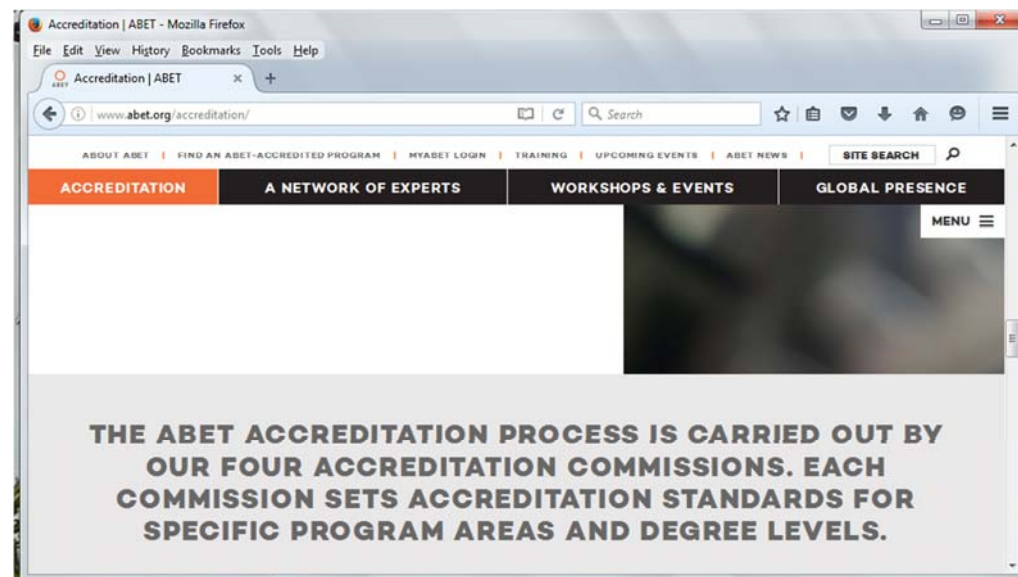 Accreditation | ABET - Mozilla Firefox
File Edit View History Bookmarks Tools Help
ABET Accreditation | ABET × +
www.abet.org/accreditation/ Search
ABOUT ABET | FIND AN ABET-ACCREDITED PROGRAM | MYABET LOGIN | TRAINING | UPCOMING EVENTS | ABET NEWS | SITE SEARCH
ACCREDITATION A NETWORK OF EXPERTS WORKSHOPS & EVENTS GLOBAL PRESENCE
MENU
THE ABET ACCREDITATION PROCESS IS CARRIED OUT BY
OUR FOUR ACCREDITATION COMMISSIONS. EACH
COMMISSION SETS ACCREDITATION STANDARDS FOR
SPECIFIC PROGRAM AREAS AND DEGREE LEVELS.